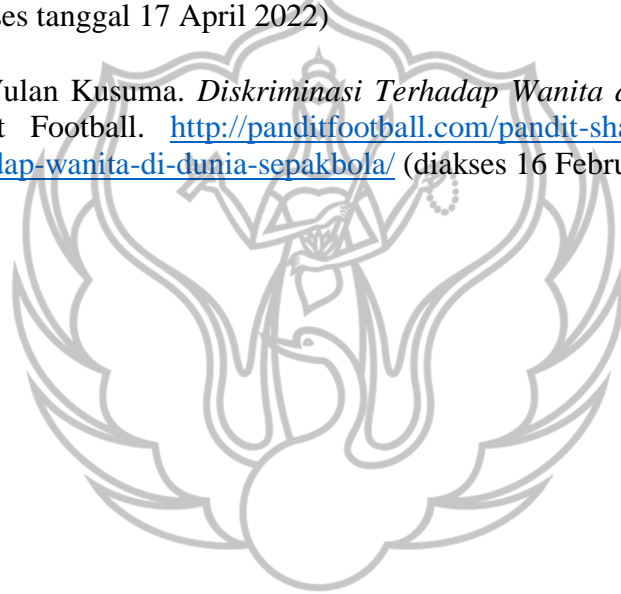 ses tanggal 17 April 2022)
Wulan Kusuma. Diskriminasi Terhadap Wanita
t Football. http://panditfootball.com/pandit-sha
dap-wanita-di-dunia-sepakbola/ (diakses 16 Febru